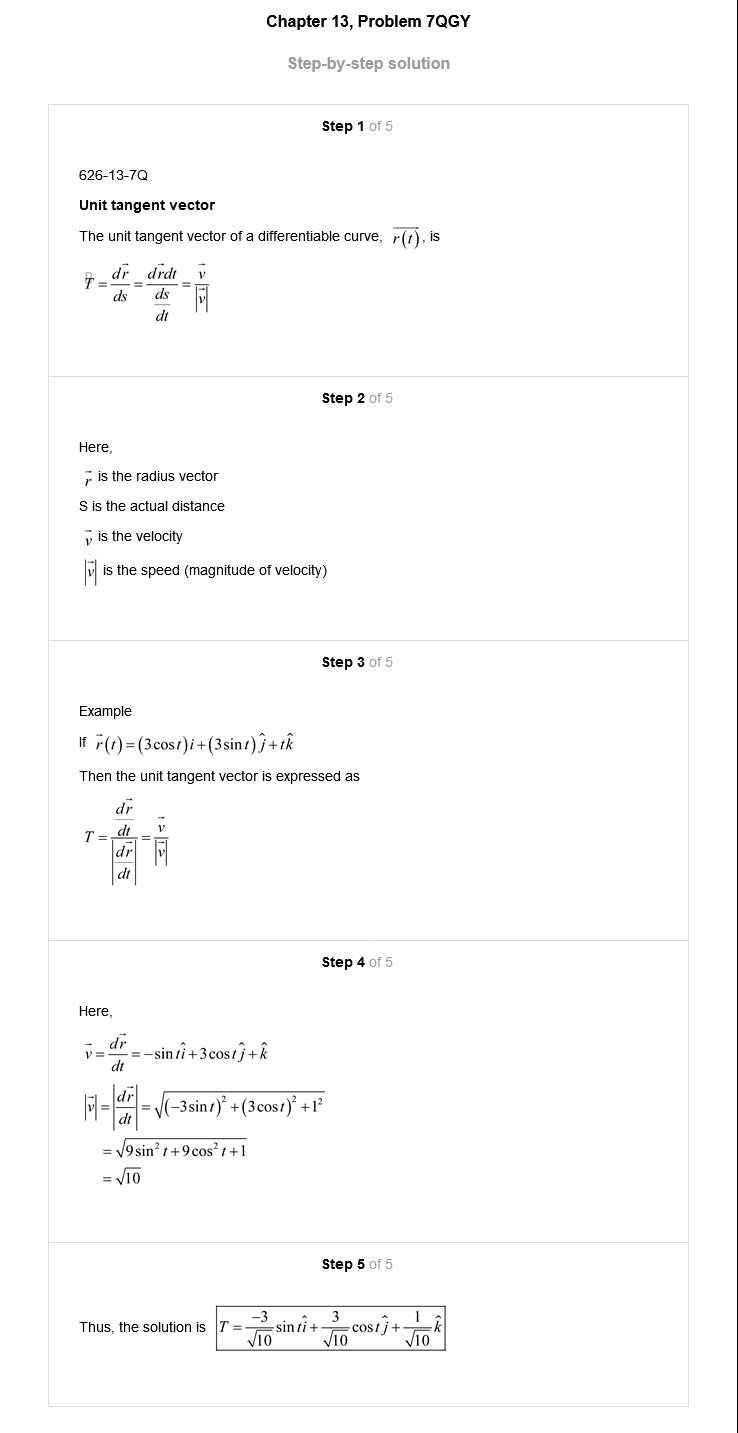 Chapter 13, Problem 7QGY
Step-by-step solution
Step 1 of 5
626-13-7Q
Unit tangent vector
The unit tangent vector of a differentiable curve, $\overrightarrow{r(t)}$, is
$\overset{▯}{T} = \frac{d\vec{r}}{ds} = \frac{d\vec{r}dt}{\frac{ds}{dt}} = \frac{\vec{v}}{|\vec{v}|}$
Step 2 of 5
Here,
$\vec{r}$ is the radius vector
S is the actual distance
$\vec{v}$ is the velocity
$|\vec{v}|$ is the speed (magnitude of velocity)
Step 3 of 5
Example
If $\vec{r}(t) = (3\cos t)i + (3\sin t)\hat{j} + t\hat{k}$
Then the unit tangent vector is expressed as
$T = \frac{\frac{d\vec{r}}{dt}}{\left|\frac{d\vec{r}}{dt}\right|} = \frac{\vec{v}}{|\vec{v}|}$
Step 4 of 5
Here,
$\vec{v} = \frac{d\vec{r}}{dt} = -\sin t\hat{i} + 3\cos t\hat{j} + \hat{k}$
$|\vec{v}| = \left|\frac{d\vec{r}}{dt}\right| = \sqrt{(-3\sin t)^2 + (3\cos t)^2 + 1^2}$
$= \sqrt{9\sin^2 t + 9\cos^2 t + 1}$
$= \sqrt{10}$
Step 5 of 5
Thus, the solution is $T = \frac{-3}{\sqrt{10}}\sin t\hat{i} + \frac{3}{\sqrt{10}}\cos t\hat{j} + \frac{1}{\sqrt{10}}\hat{k}$